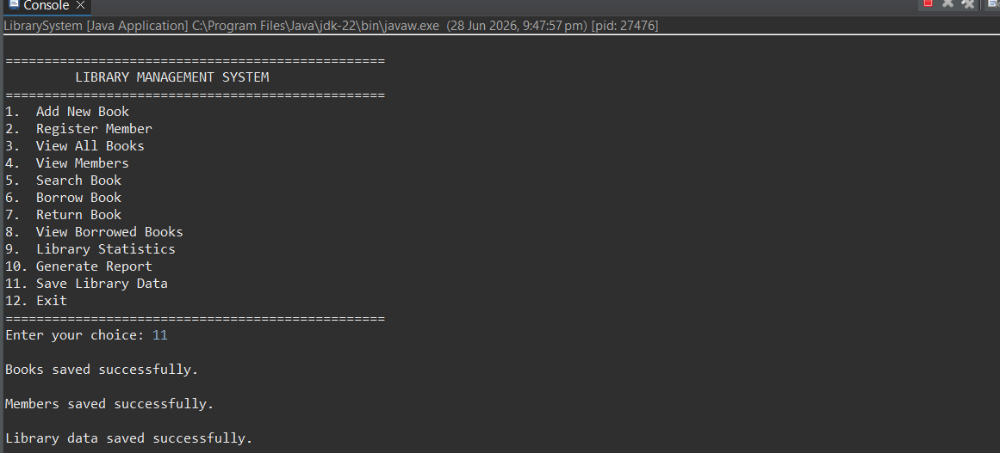 Console
LibrarySystem [Java Application] C:\Program Files\Java\jdk-22\bin\javaw.exe (28 Jun 2026, 9:47:57 pm) [pid: 27476]
=================================================
LIBRARY MANAGEMENT SYSTEM
=================================================
1. Add New Book
2. Register Member
3. View All Books
4. View Members
5. Search Book
6. Borrow Book
7. Return Book
8. View Borrowed Books
9. Library Statistics
10. Generate Report
11. Save Library Data
12. Exit
=================================================
Enter your choice: 11
Books saved successfully.
Members saved successfully.
Library data saved successfully.